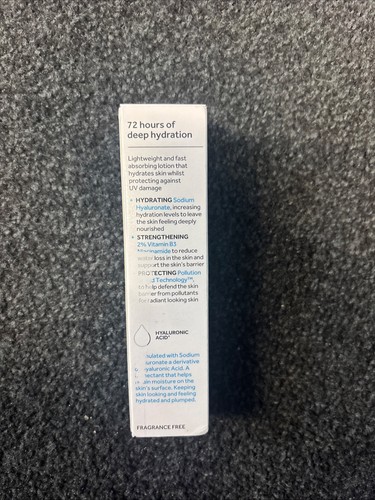 72 hours of
deep hydration
Lightweight and fast
absorbing lotion that
hydrates skin whilst
protecting against
UV damage
• HYDRATING Sodium
Hyaluronate, increasing
hydration levels to leave
the skin feeling deeply
nourished
• STRENGTHENING
2% Vitamin B3
to reduce
loss in the skin and
support the skin's barrier
PROTECTING Pollution
Technology™,
to help defend the skin
from pollutants
radiant looking skin
HYALURONIC
ACID*
with Sodium
a derivative
Acid. A
that helps
moisture on the
skin's surface. Keeping
skin looking and feeling
hydrated and plumped.
FRAGRANCE FREE